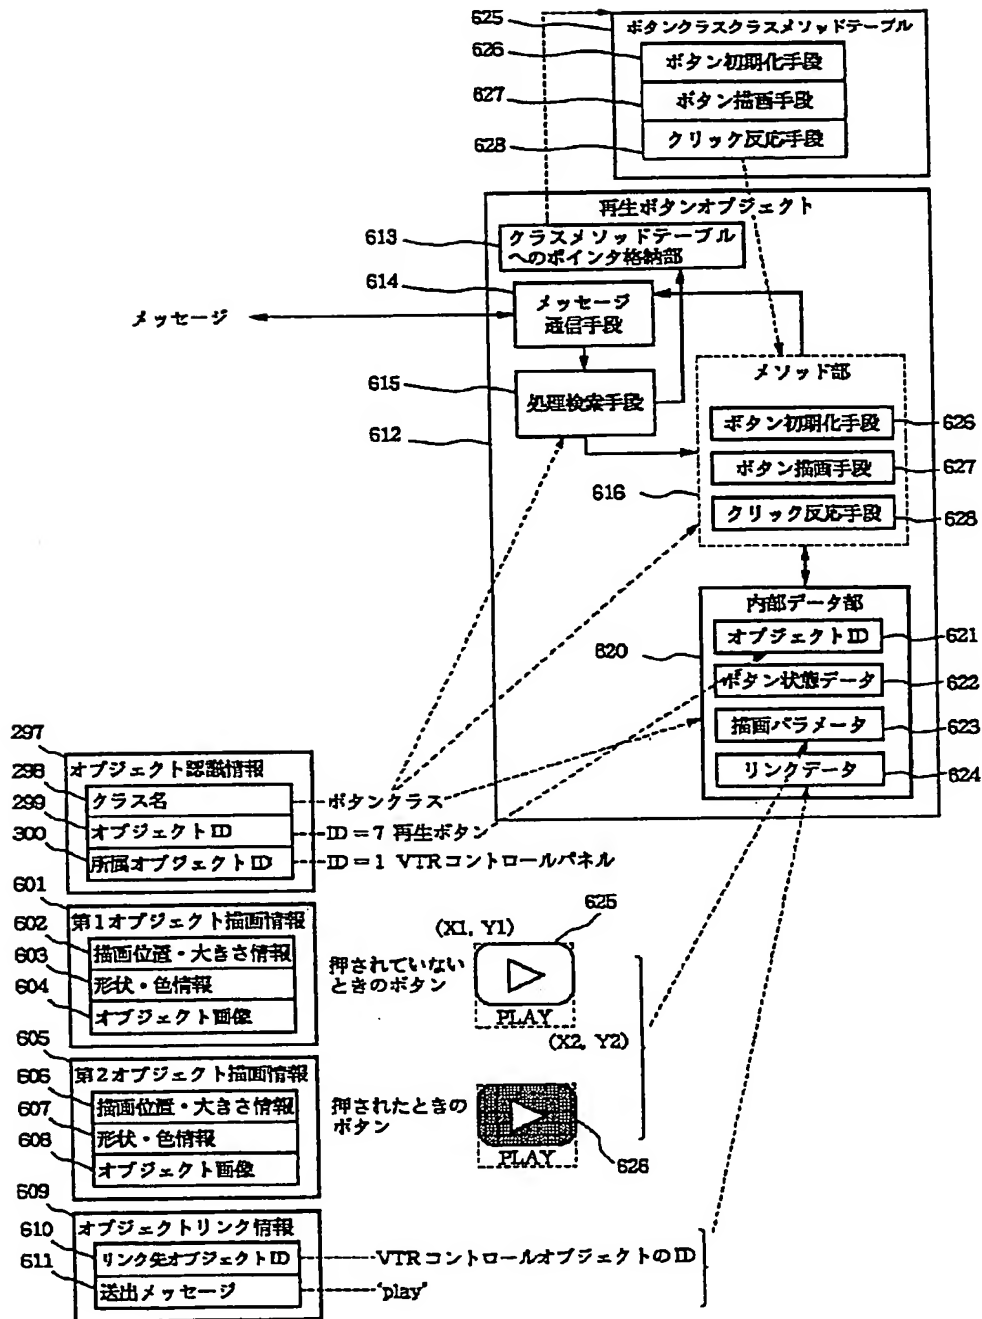 625
ボタンクラスクラスメソッドテーブル
626
ボタン初期化手段
627
ボタン描画手段
628
クリック反応手段
再生ボタンオブジェクト
613
クラスメソッドテーブル
へのポインタ格納部
614
メッセージ
メッセージ
通信手段
615
処理検索手段
612
メソッド部
ボタン初期化手段
626
ボタン描画手段
627
616
クリック反応手段
628
内部データ部
オブジェクトID
621
620
ボタン状態データ
622
描画パラメータ
623
リンクデータ
624
297
オブジェクト認識情報
298
クラス名
ボタンクラス
299
オブジェクトID
ID=7 再生ボタン
300
所属オブジェクトID
ID=1 VTRコントロールパネル
601
第1オブジェクト描画情報
602
描画位置・大きさ情報
603
形状・色情報
604
オブジェクト画像
押されていない
ときのボタン
(X1, Y1)
625
PLAY
(X2, Y2)
605
第2オブジェクト描画情報
606
描画位置・大きさ情報
607
形状・色情報
608
オブジェクト画像
押されたときの
ボタン
PLAY
626
609
オブジェクトリンク情報
610
リンク先オブジェクトID
VTRコントロールオブジェクトのID
611
送出メッセージ
"play"